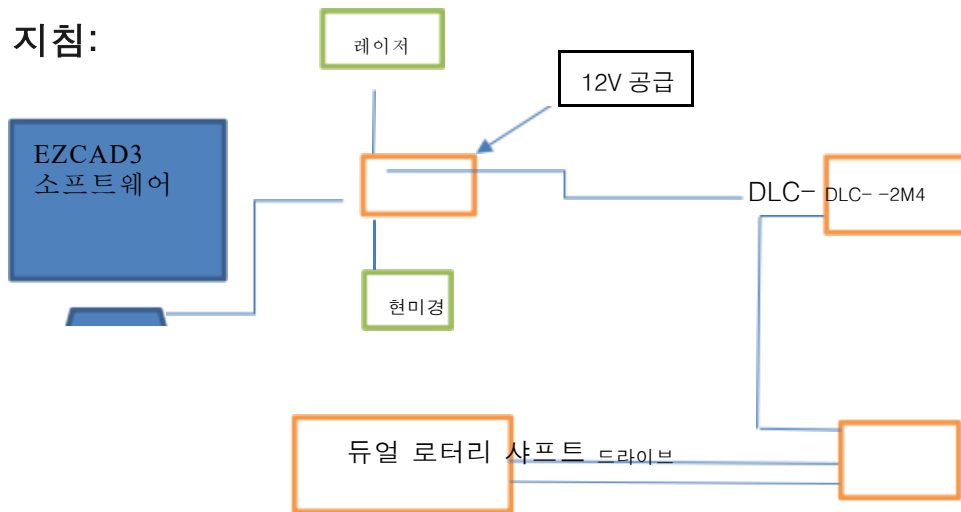 지침:
레이저
12V 공급
EZCAD3
소프트웨어
DLC- DLC- -2M4
현미경
듀얼 로터리 샤프트 드라이브